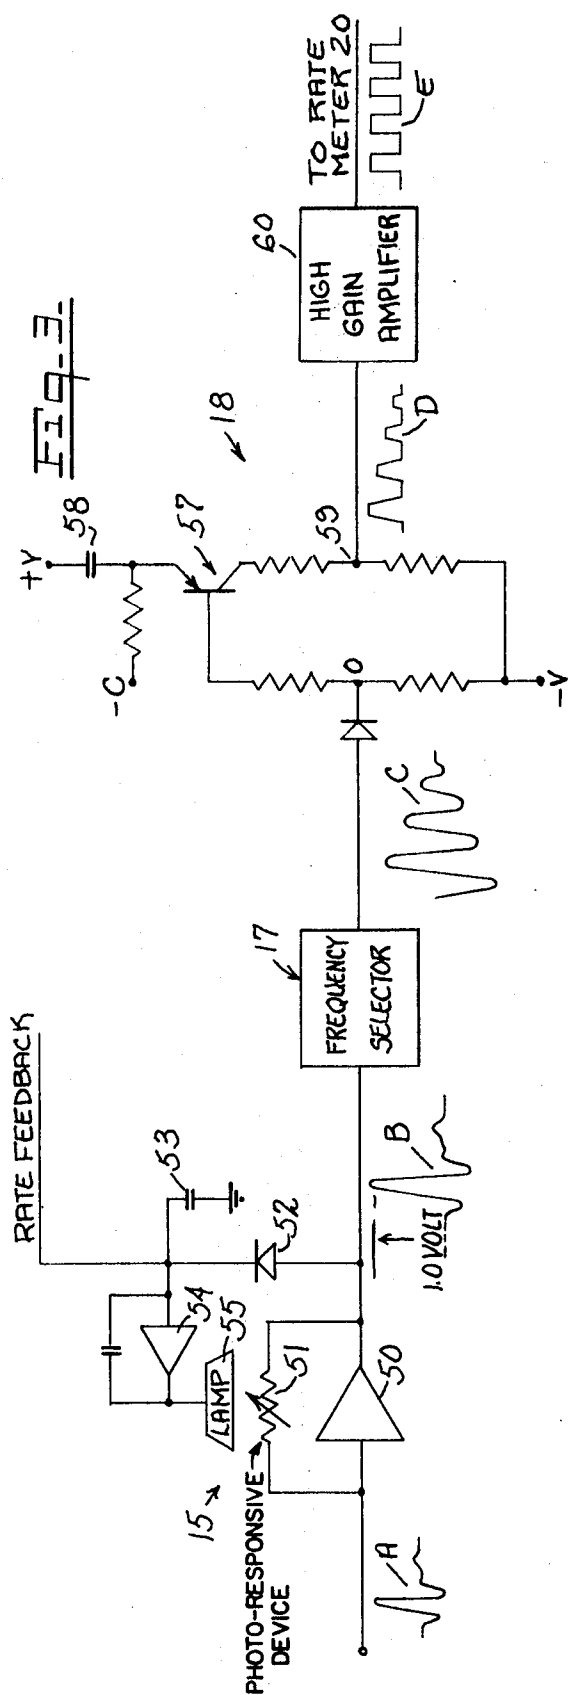 Fig-3-
RATE FEEDBACK
15
PHOTO-RESPONSIVE
DEVICE
LAMP
55
54
53
52
51
50
A
1.0 VOLT
B
17
FREQUENCY
SELECTOR
C
-C
+V
58
57
O
59
-V
18
D
60
HIGH
GAIN
AMPLIFIER
TO RATE
METER 20
E